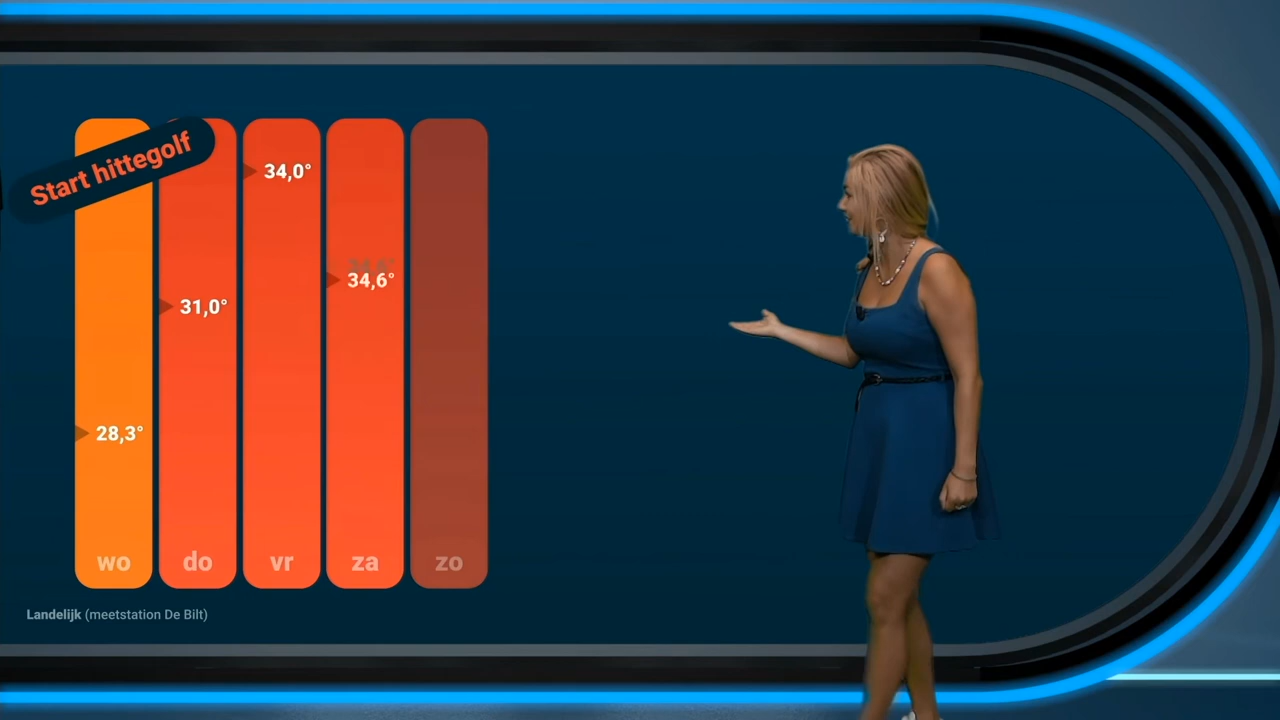 Start hittegolf
34,0°
34,6°
31,0°
28,3°
wo do vr za zo
Landelijk (meetstation De Bilt)